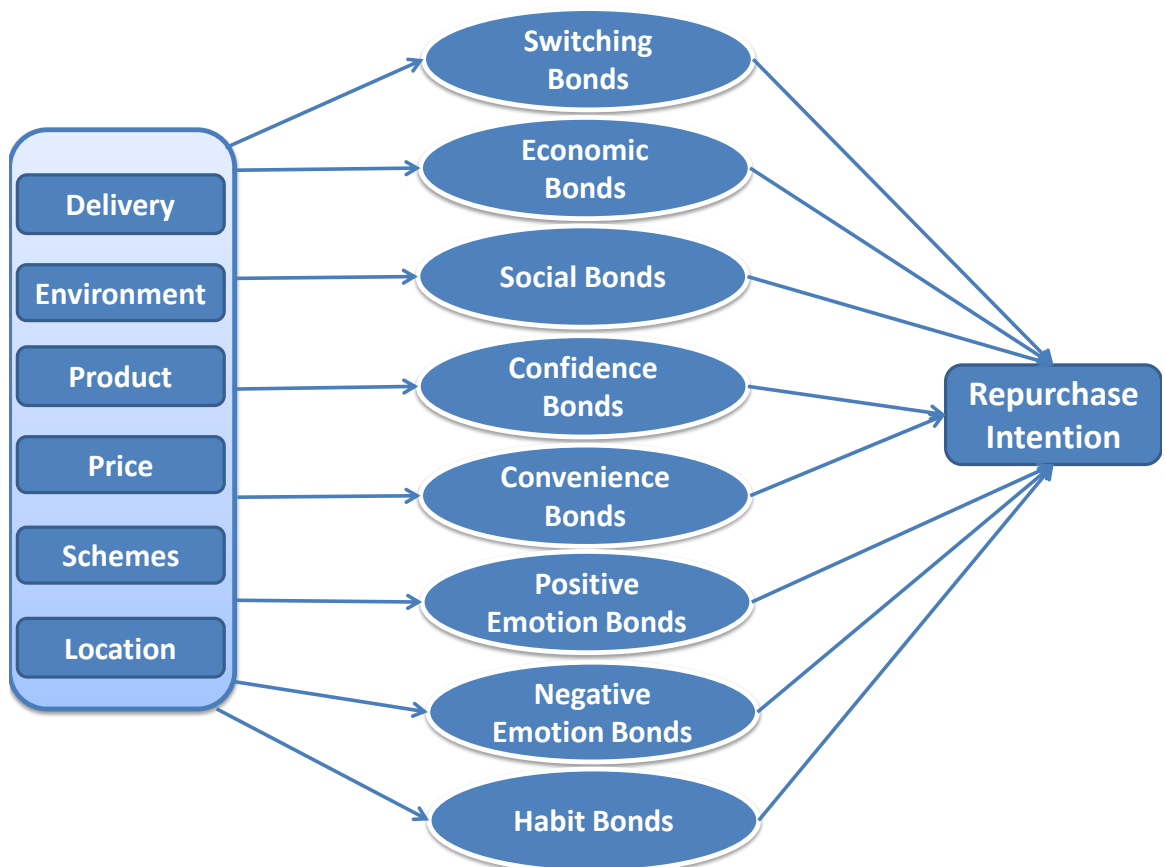 Delivery
Environment
Product
Price
Schemes
Location
Switching
Bonds
Economic
Bonds
Social Bonds
Confidence
Bonds
Convenience
Bonds
Positive
Emotion Bonds
Negative
Emotion Bonds
Habit Bonds
Repurchase
Intention